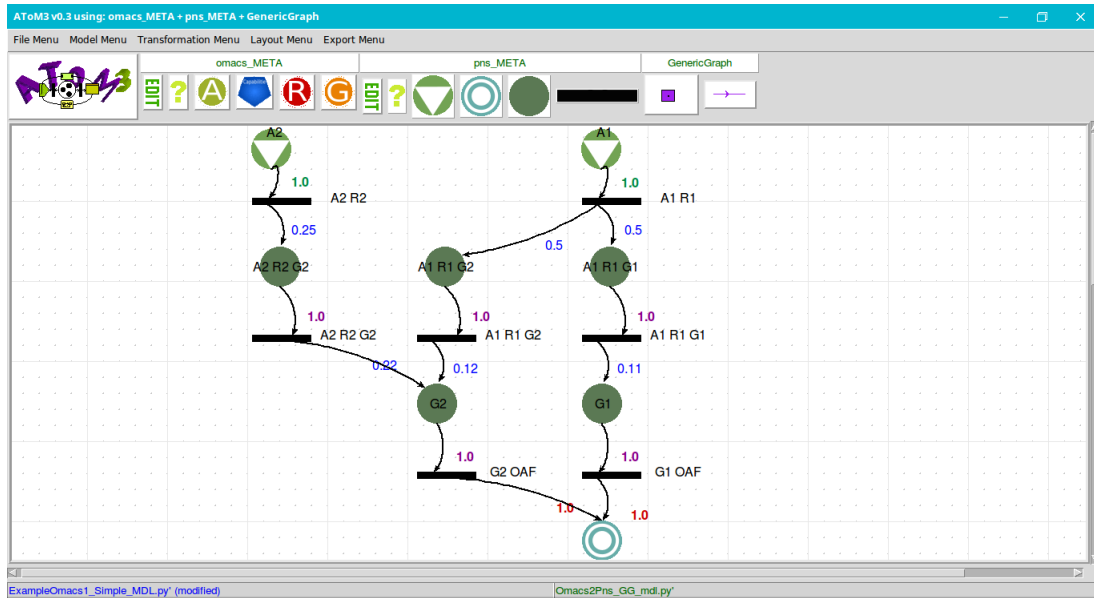 AToM3 v0.3 using: omacs_META + pns_META + GenericGraph
File Menu Model Menu Transformation Menu Layout Menu Export Menu
omacs_META pns_META GenericGraph
AToM3
EDIT ? A R G EDIT ?
A2 A1
1.0 1.0
A2 R2 A1 R1
0.25 0.5 0.5
A2 R2 G2 A1 R1 G2 A1 R1 G1
1.0 1.0 1.0
A2 R2 G2 A1 R1 G2 A1 R1 G1
0.22 0.12 0.11
G2 G1
1.0 1.0
G2 OAF G1 OAF
1.0 1.0
ExampleOmacs1_Simple_MDL.py' (modified) Omacs2Pns_GG_mdl.py'